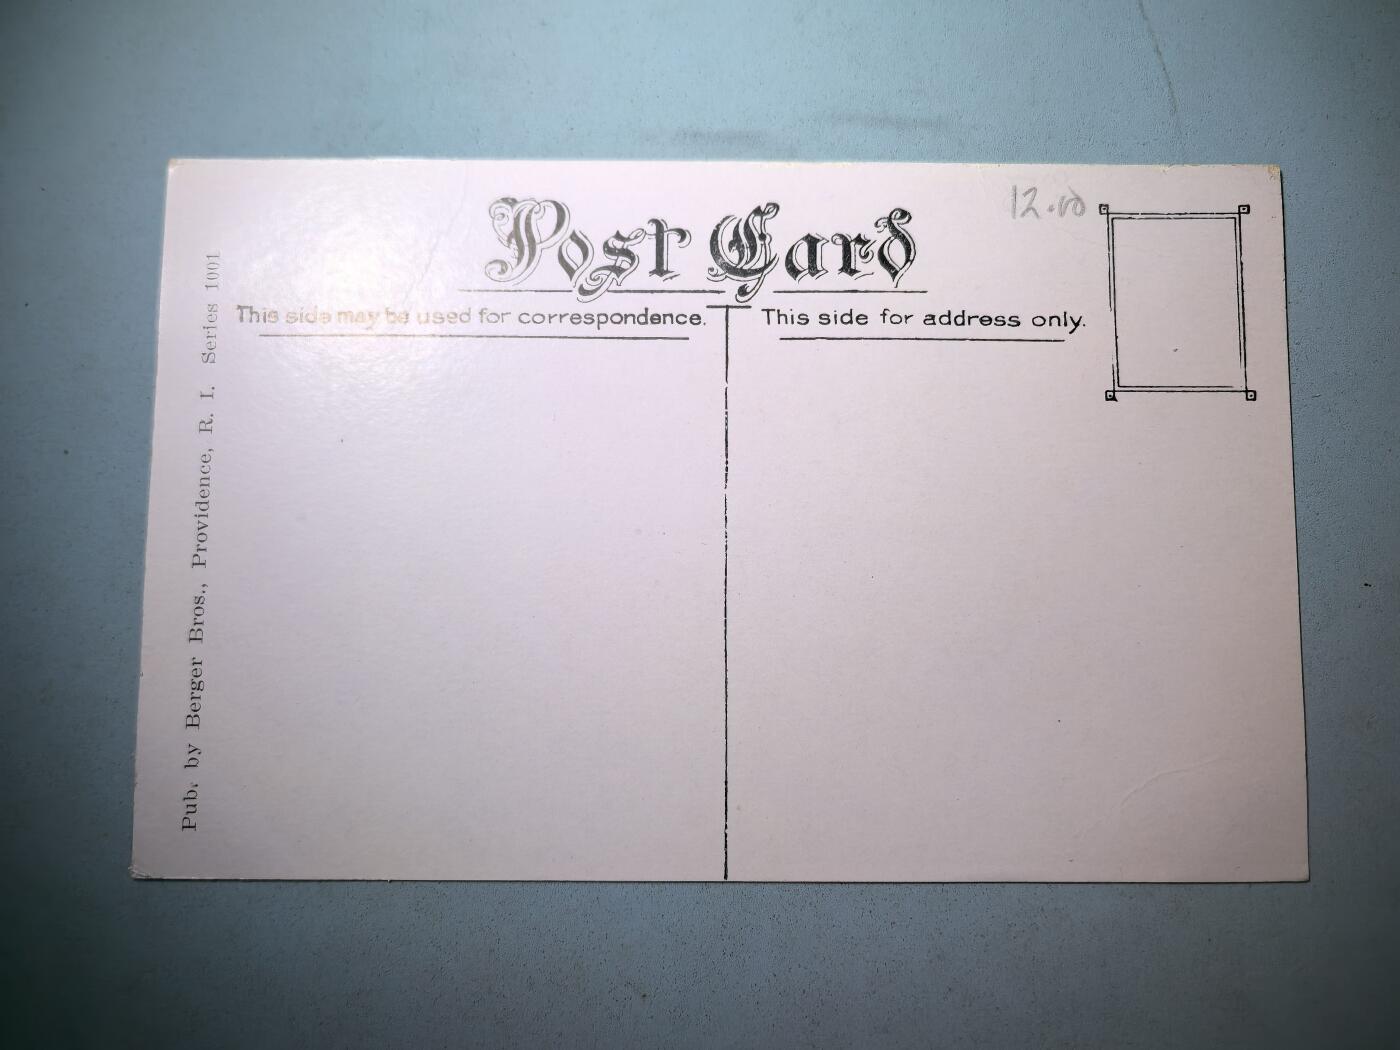 12.00
Post Card
This side may be used for correspondence.
This side for address only.
Pub. by Berger Bros., Providence, R. I. Series 1001